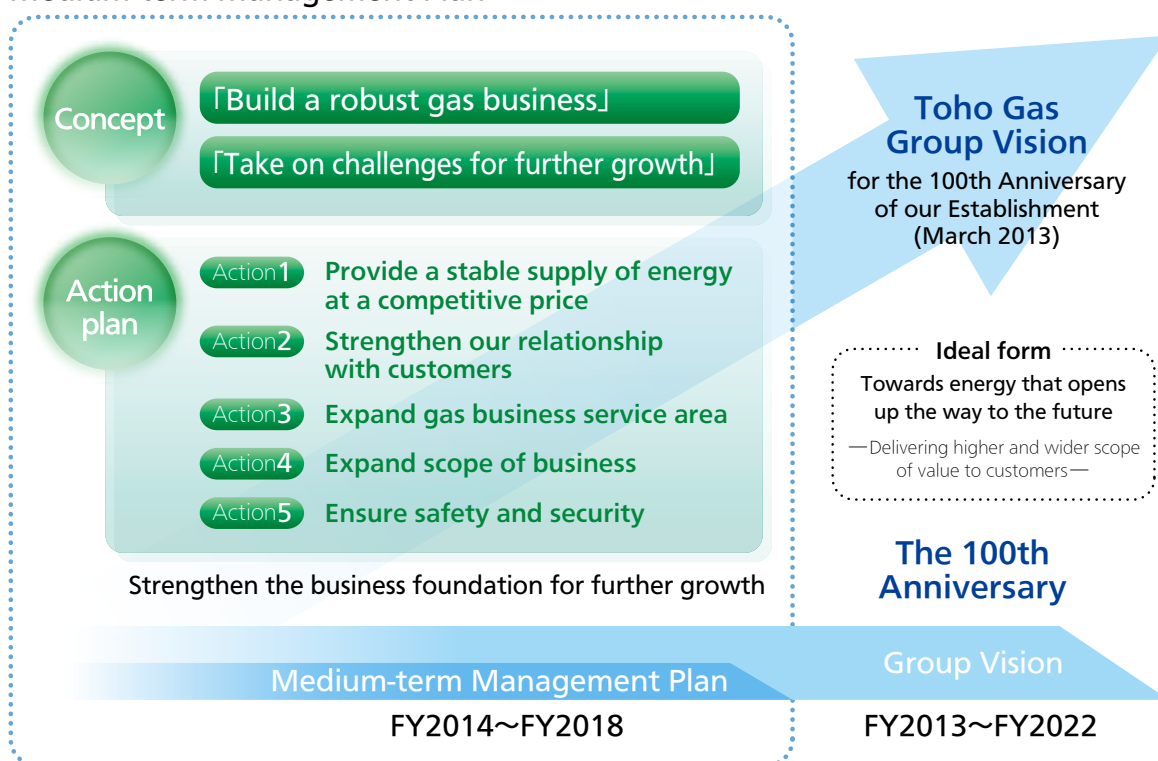 Medium-term Management Plan
Concept
「Build a robust gas business」
「Take on challenges for further growth」
Action
plan
Action1
Provide a stable supply of energy
at a competitive price
Action2
Strengthen our relationship
with customers
Action3
Expand gas business service area
Action4
Expand scope of business
Action5
Ensure safety and security
Strengthen the business foundation for further growth
Toho Gas
Group Vision
for the 100th Anniversary
of our Establishment
(March 2013)
Ideal form
Towards energy that opens
up the way to the future
—Delivering higher and wider scope
of value to customers—
The 100th
Anniversary
Medium-term Management Plan
Group Vision
FY2014～FY2018
FY2013～FY2022